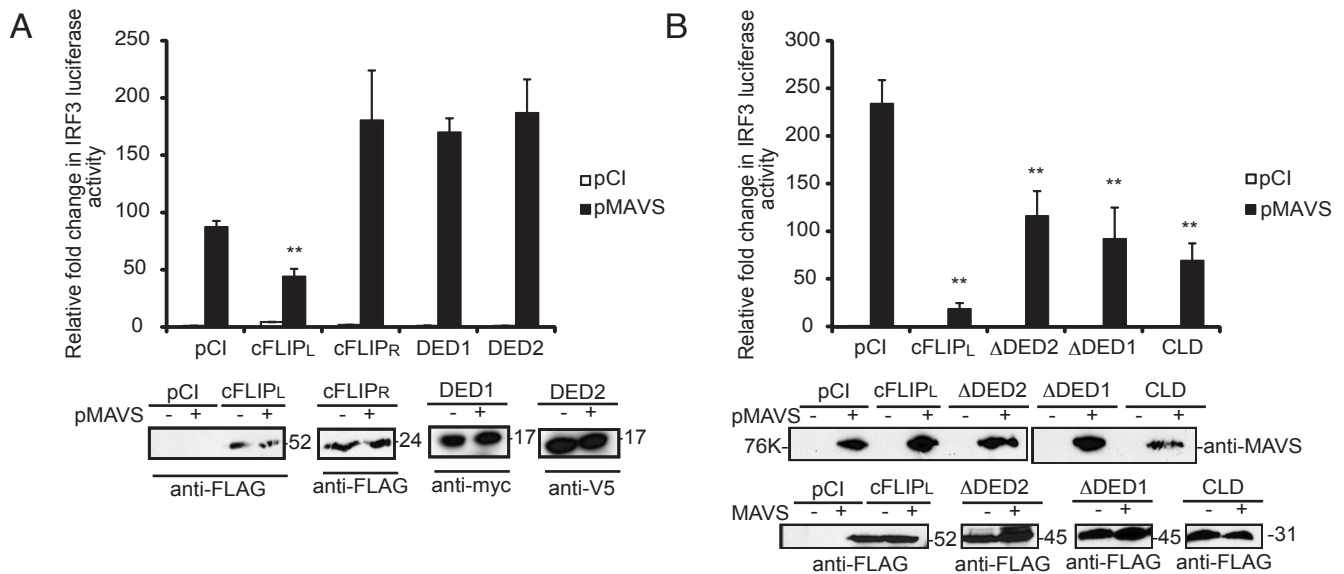 A
Relative fold change in IRF3 luciferase
activity
250
200
150
100
50
0
**
pCI
cFLIPL
cFLIPR
DED1
DED2
pCI
pMAVS
pCI
cFLIPL
cFLIPR
DED1
DED2
pMAVS
- +
- +
- +
- +
- +
-52
-24
-17
-17
anti-FLAG
anti-FLAG
anti-myc
anti-V5
B
Relative fold change in IRF3 luciferase
activity
300
250
200
150
100
50
0
**
**
**
**
pCI
cFLIPL
ΔDED2
ΔDED1
CLD
pCI
pMAVS
pCI
cFLIPL
ΔDED2
ΔDED1
CLD
pMAVS
- +
- +
- +
- +
- +
76K-
-anti-MAVS
pCI
cFLIPL
ΔDED2
ΔDED1
CLD
MAVS
- +
- +
- +
- +
- +
-52
-45
-45
-31
anti-FLAG
anti-FLAG
anti-FLAG
anti-FLAG